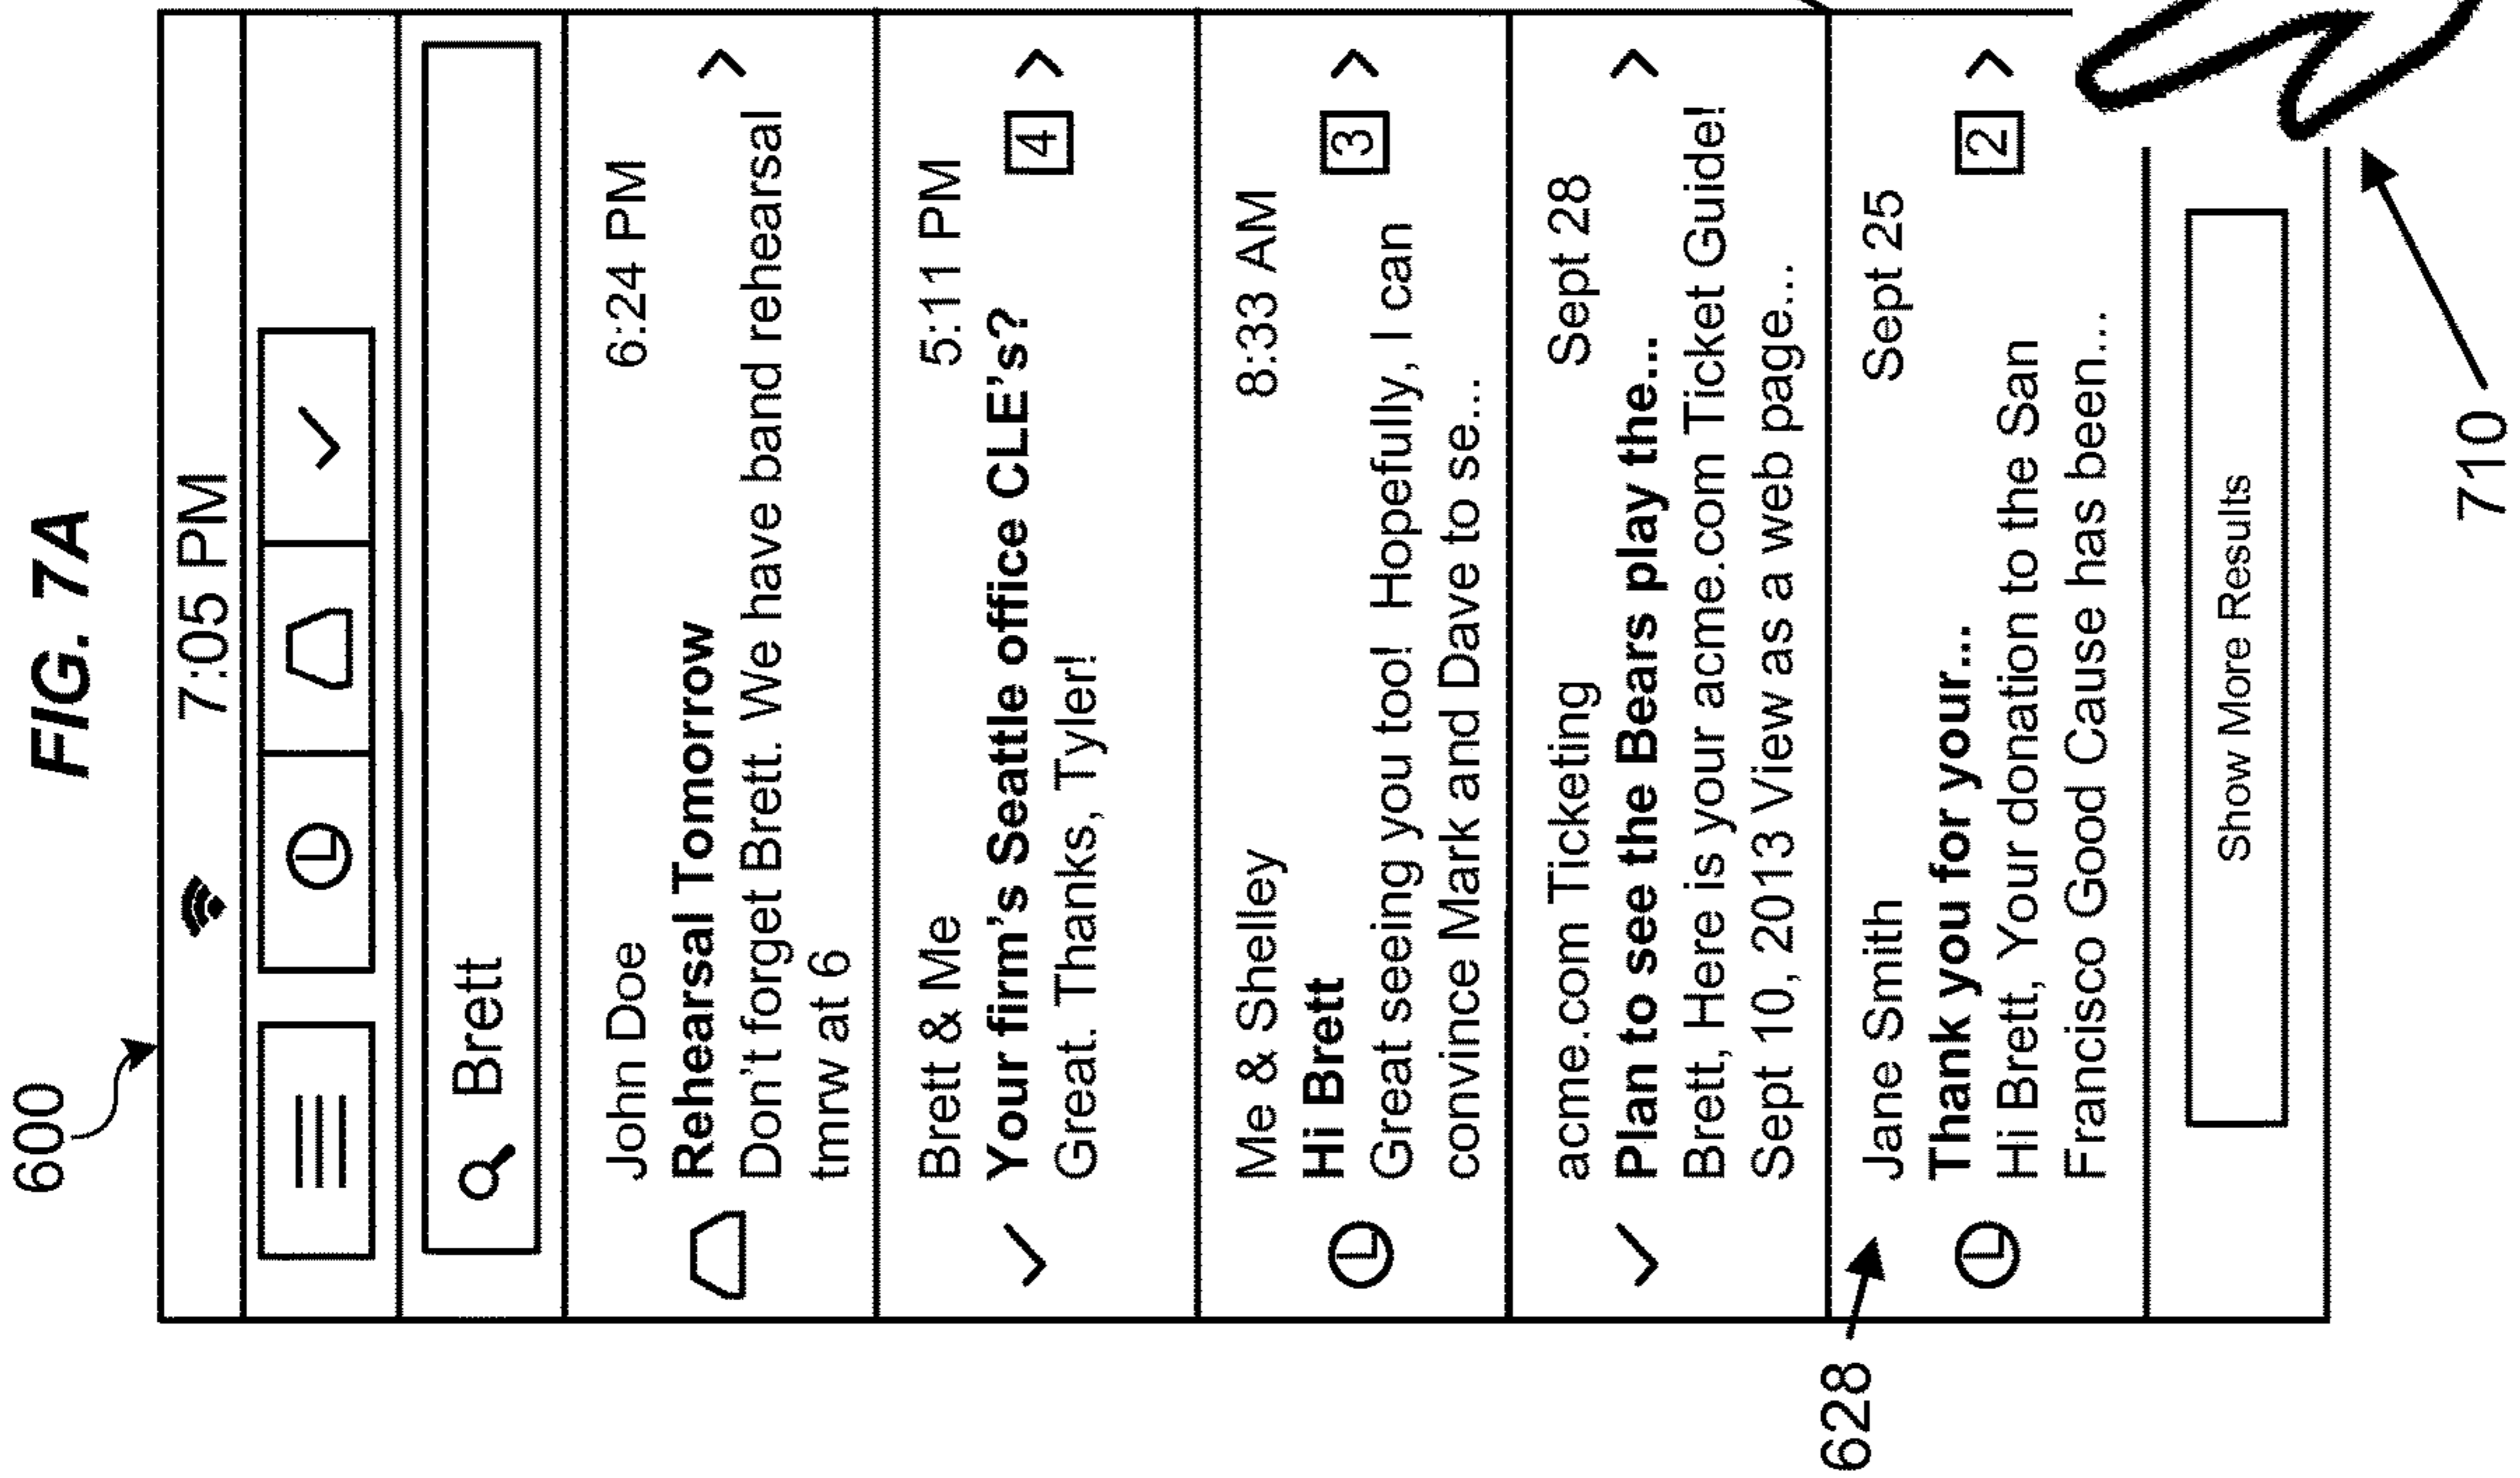 FIG. 7A
600
7:05 PM
Brett
John Doe 6:24 PM
Rehearsal Tomorrow
Don't forget Brett. We have band rehearsal
tmrw at 6
Brett & Me 5:11 PM
Your firm's Seattle office CLE's? 4
Great. Thanks, Tyler!
Me & Shelley 8:33 AM
Hi Brett 3
Great seeing you too! Hopefully, I can
convince Mark and Dave to se...
acme.com Ticketing Sept 28
Plan to see the Bears play the...
Brett, Here is your acme.com Ticket Guide!
Sept 10, 2013 View as a web page...
628
Jane Smith Sept 25
Thank you for your... 2
Hi Brett, Your donation to the San
Francisco Good Cause has been...
Show More Results
710